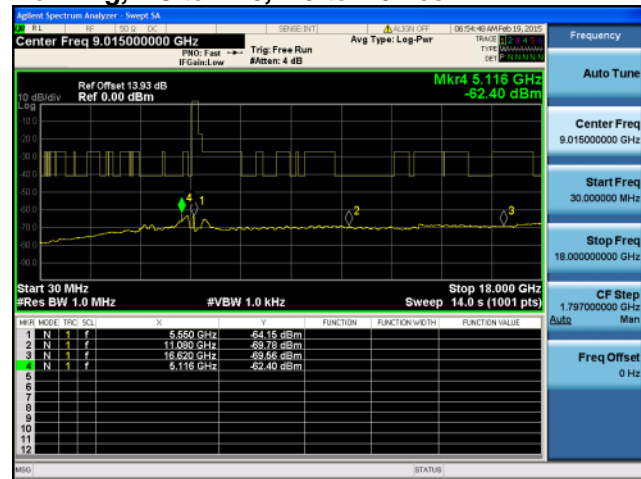 Agilent Spectrum Analyzer - Swept SA
RL RF 50 Ω DC SENSE:INT ALIGN OFF 06:54:48 AM Feb 19, 2015
Center Freq 9.015000000 GHz
PNO: Fast
IFGain:Low
Trig: Free Run
#Atten: 4 dB
Avg Type: Log-Pwr
TRACE 1 2 3 4 5 6
TYPE
DET P N N N N N
Mkr4 5.116 GHz
-62.40 dBm
Ref Offset 13.93 dB
10 dB/div Ref 0.00 dBm
Log
-10.0
-20.0
-30.0
-40.0
-50.0
-60.0
-70.0
-80.0
-90.0
4 1 2 3
Start 30 MHz Stop 18.000 GHz
#Res BW 1.0 MHz #VBW 1.0 kHz Sweep 14.0 s (1001 pts)
MKR MODE TRC SCL X Y FUNCTION FUNCTION WIDTH FUNCTION VALUE
1 N 1 f 5.550 GHz -64.15 dBm
2 N 1 f 11.080 GHz -69.78 dBm
3 N 1 f 16.620 GHz -69.56 dBm
4 N 1 f 5.116 GHz -62.40 dBm
5
6
7
8
9
10
11
12
MSG STATUS
Frequency
Auto Tune
Center Freq
9.015000000 GHz
Start Freq
30.000000 MHz
Stop Freq
18.000000000 GHz
CF Step
1.797000000 GHz
Auto Man
Freq Offset
0 Hz